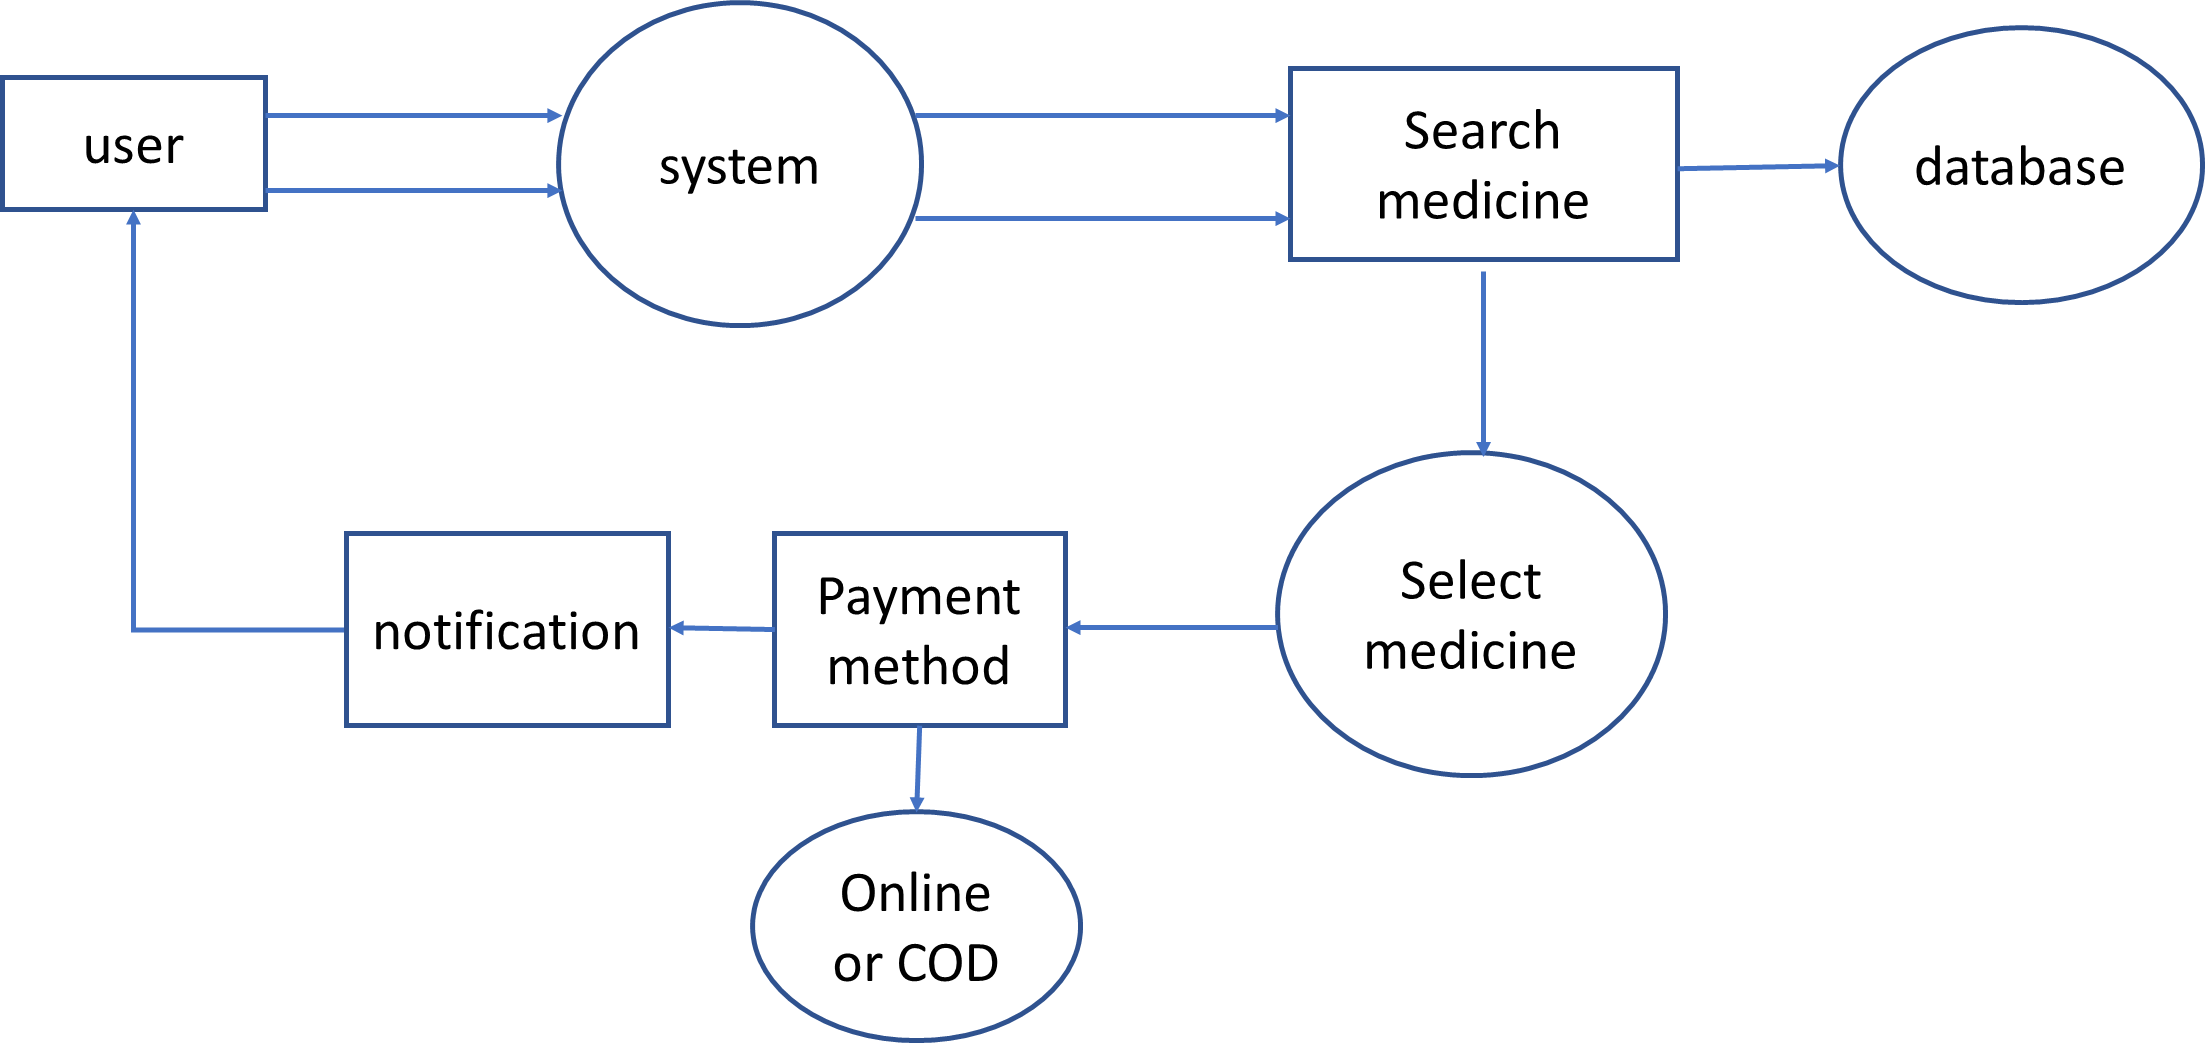 user
system
Search
medicine
database
Select
medicine
Payment
method
notification
Online
or COD